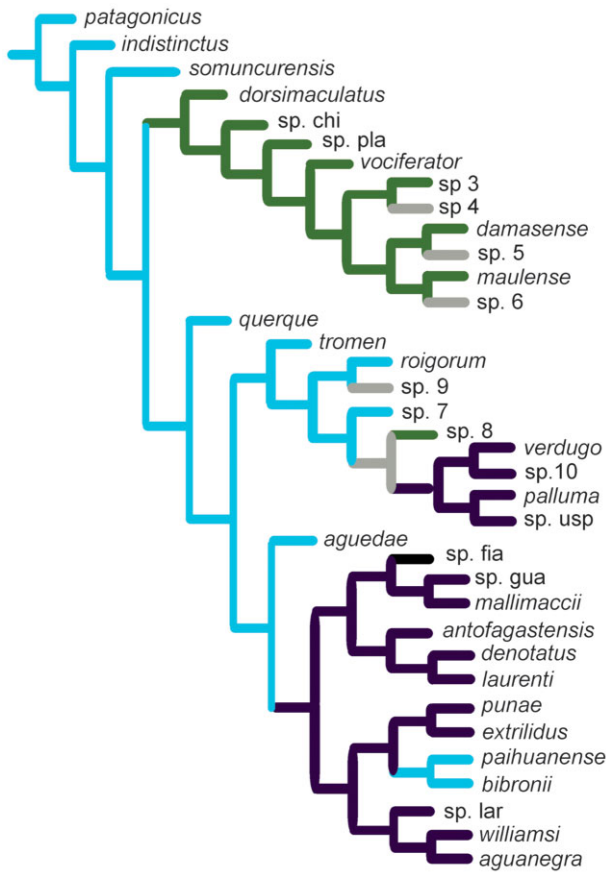 patagonicus
indistinctus
somuncurensis
dorsimaculatus
sp. chi
sp. pla
vociferator
sp 3
sp 4
damasense
sp. 5
maulense
sp. 6
querque
tromen
roigorum
sp. 9
sp. 7
sp. 8
verdugo
sp.10
palluma
sp. usp
aguedae
sp. fia
sp. gua
mallimaccii
antofagastensis
denotatus
laurenti
punae
extrilidus
paihuanense
bibronii
sp. lar
williamsi
aguanegra